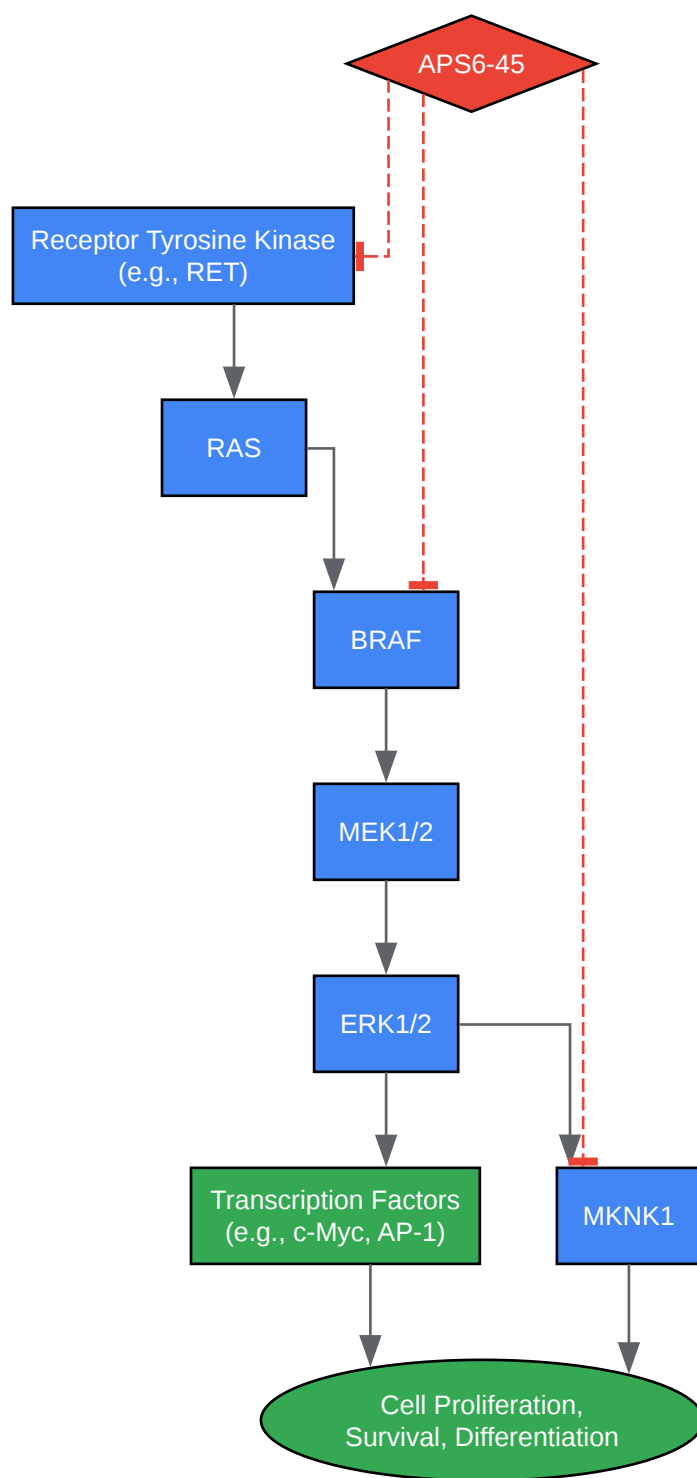 APS6-45
Receptor Tyrosine Kinase
(e.g., RET)
RAS
BRAF
MEK1/2
ERK1/2
Transcription Factors
(e.g., c-Myc, AP-1)
MKNK1
Cell Proliferation,
Survival, Differentiation